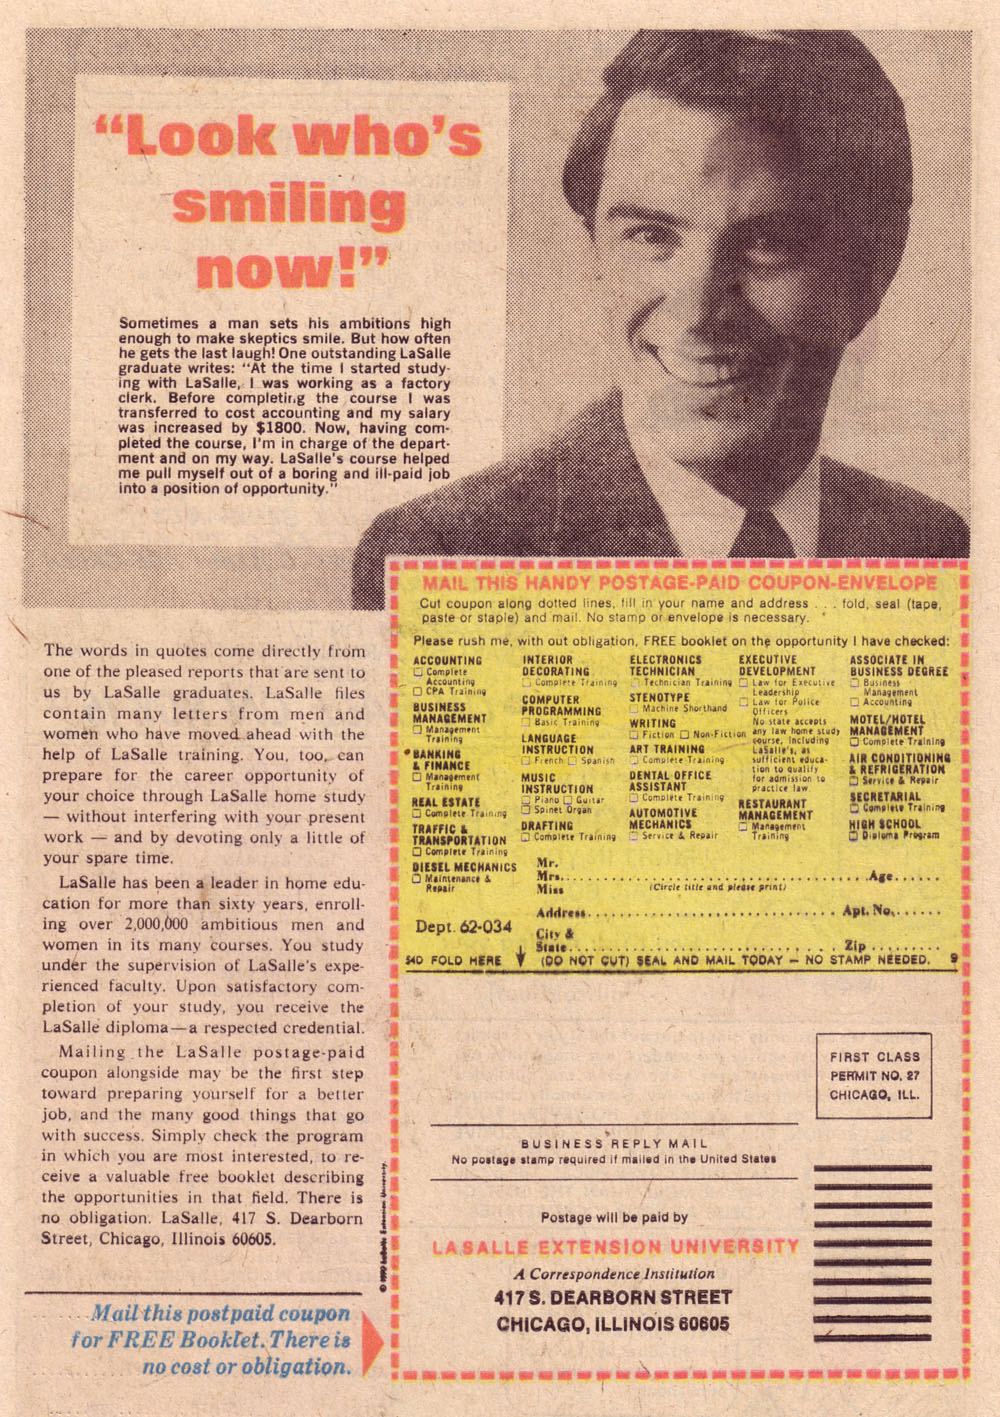 “Look who’s
smiling
now!”
Sometimes a man sets his ambitions high
enough to make skeptics smile. But how often
he gets the last laugh! One outstanding LaSalle
graduate writes: “At the time I started study-
ing with LaSalle, I was working as a factory
clerk. Before completing the course I was
transferred to cost accounting and my salary
was increased by $1800. Now, having com-
pleted the course, I’m in charge of the depart-
ment and on my way. LaSalle’s course helped
me pull myself out of a boring and ill-paid job
into a position of opportunity.”
The words in quotes come directly from
one of the pleased reports that are sent to
us by LaSalle graduates. LaSalle files
contain many letters from men and
women who have moved ahead with the
help of LaSalle training. You, too, can
prepare for the career opportunity of
your choice through LaSalle home study
— without interfering with your present
work — and by devoting only a little of
your spare time.
LaSalle has been a leader in home edu-
cation for more than sixty years, enroll-
ing over 2,000,000 ambitious men and
women in its many courses. You study
under the supervision of LaSalle’s expe-
rienced faculty. Upon satisfactory com-
pletion of your study, you receive the
LaSalle diploma—a respected credential.
Mailing the LaSalle postage-paid
coupon alongside may be the first step
toward preparing yourself for a better
job, and the many good things that go
with success. Simply check the program
in which you are most interested, to re-
ceive a valuable free booklet describing
the opportunities in that field. There is
no obligation. LaSalle, 417 S. Dearborn
Street, Chicago, Illinois 60605.
Mail this postpaid coupon
for FREE Booklet. There is
no cost or obligation.
LaSalle Extension University.
MAIL THIS HANDY POSTAGE-PAID COUPON-ENVELOPE
Cut coupon along dotted lines, fill in your name and address . . . fold, seal (tape,
paste or staple) and mail. No stamp or envelope is necessary.
Please rush me, with out obligation, FREE booklet on the opportunity I have checked:
ACCOUNTING
☐ Complete
Accounting
☐ CPA Training
BUSINESS
MANAGEMENT
☐ Management
Training
BANKING
& FINANCE
☐ Management
Training
REAL ESTATE
☐ Complete Training
TRAFFIC &
TRANSPORTATION
☐ Complete Training
DIESEL MECHANICS
☐ Maintenance &
Repair
INTERIOR
DECORATING
☐ Complete Training
COMPUTER
PROGRAMMING
☐ Basic Training
LANGUAGE
INSTRUCTION
☐ French ☐ Spanish
MUSIC
INSTRUCTION
☐ Piano ☐ Guitar
☐ Spinet Organ
DRAFTING
☐ Complete Training
ELECTRONICS
TECHNICIAN
☐ Technician Training
STENOTYPE
☐ Machine Shorthand
WRITING
☐ Fiction ☐ Non-Fiction
ART TRAINING
☐ Complete Training
DENTAL OFFICE
ASSISTANT
☐ Complete Training
AUTOMOTIVE
MECHANICS
☐ Service & Repair
EXECUTIVE
DEVELOPMENT
☐ Law for Executive
Leadership
☐ Law for Police
Officers
No state accepts
any law home study
course, including
LaSalle’s, as
sufficient educa-
tion to qualify
for admission to
practice law.
RESTAURANT
MANAGEMENT
☐ Management
Training
ASSOCIATE IN
BUSINESS DEGREE
☐ Business
Management
☐ Accounting
MOTEL/HOTEL
MANAGEMENT
☐ Complete Training
AIR CONDITIONING
& REFRIGERATION
☐ Service & Repair
SECRETARIAL
☐ Complete Training
HIGH SCHOOL
☐ Diploma Program
Mr.
Mrs. Age
Miss (Circle title and please print)
Address Apt. No.
Dept. 62-034
City &
State Zip
54D FOLD HERE ↓ (DO NOT CUT) SEAL AND MAIL TODAY — NO STAMP NEEDED. 9
FIRST CLASS
PERMIT NO. 27
CHICAGO, ILL.
BUSINESS REPLY MAIL
No postage stamp required if mailed in the United States
Postage will be paid by
LASALLE EXTENSION UNIVERSITY
A Correspondence Institution
417 S. DEARBORN STREET
CHICAGO, ILLINOIS 60605